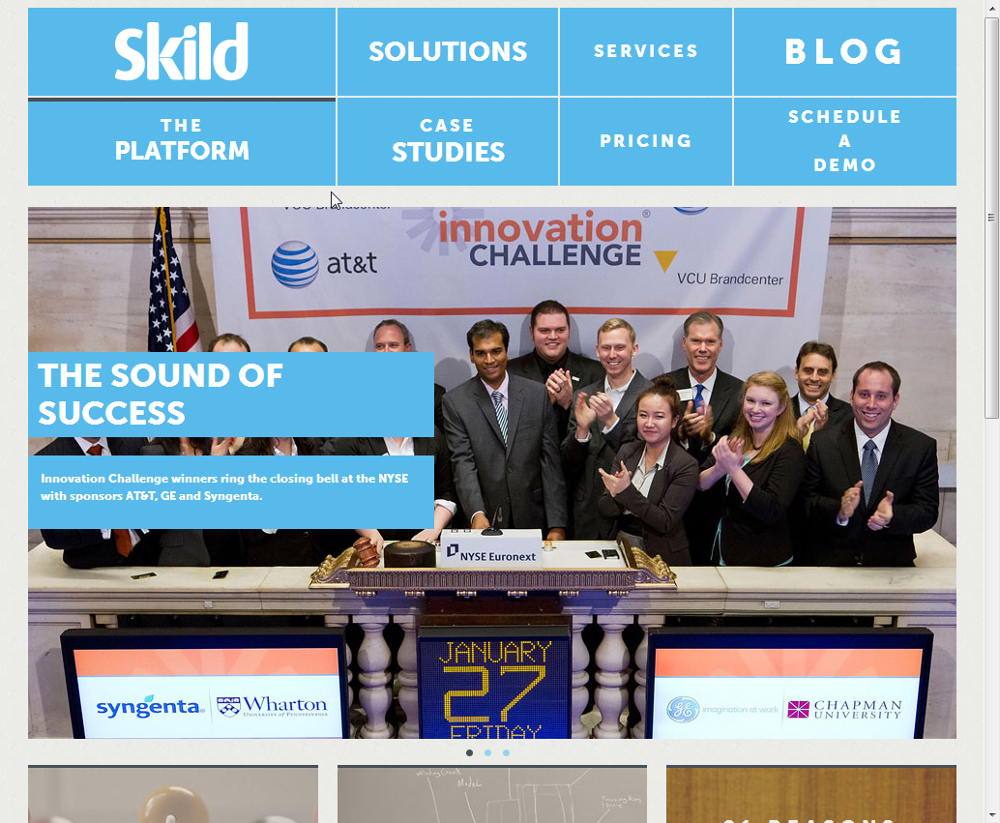 Skild
SOLUTIONS
SERVICES
BLOG
THE
PLATFORM
CASE
STUDIES
PRICING
SCHEDULE
A
DEMO
VCU Brandcenter
innovation®
CHALLENGE
at&t
VCU Brandcenter
THE SOUND OF
SUCCESS
Innovation Challenge winners ring the closing bell at the NYSE
with sponsors AT&T, GE and Syngenta.
NYSE Euronext
JANUARY
27
FRIDAY
syngenta
Wharton
UNIVERSITY of PENNSYLVANIA
GE
imagination at work
CHAPMAN
UNIVERSITY
Model